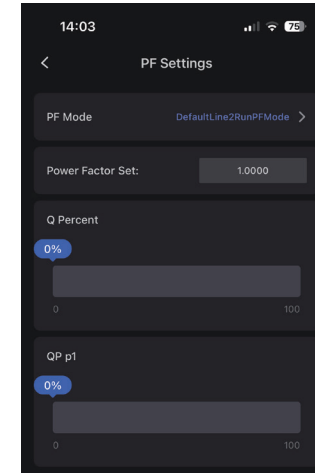 14:03
75
PF Settings
PF Mode DefaultLine2RunPFMode
Power Factor Set: 1.0000
Q Percent
0%
0 100
QP p1
0%
0 100